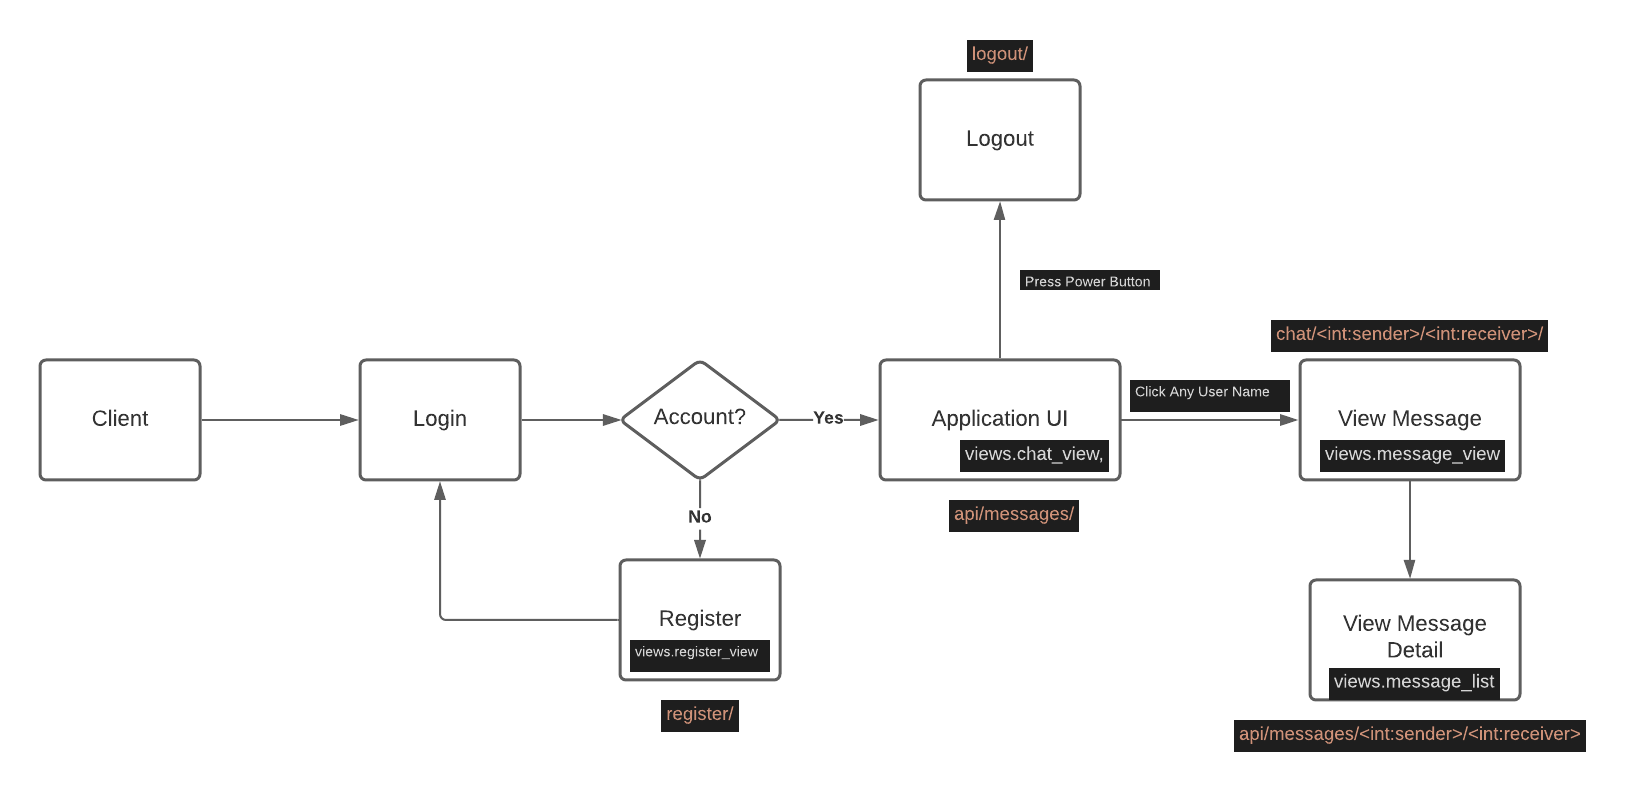 logout/
Logout
Press Power Button
chat/<int:sender>/<int:receiver>/
Client
Login
Account?
Yes
Application UI
views.chat_view,
api/messages/
Click Any User Name
View Message
views.message_view
No
Register
views.register_view
register/
View Message
Detail
views.message_list
api/messages/<int:sender>/<int:receiver>